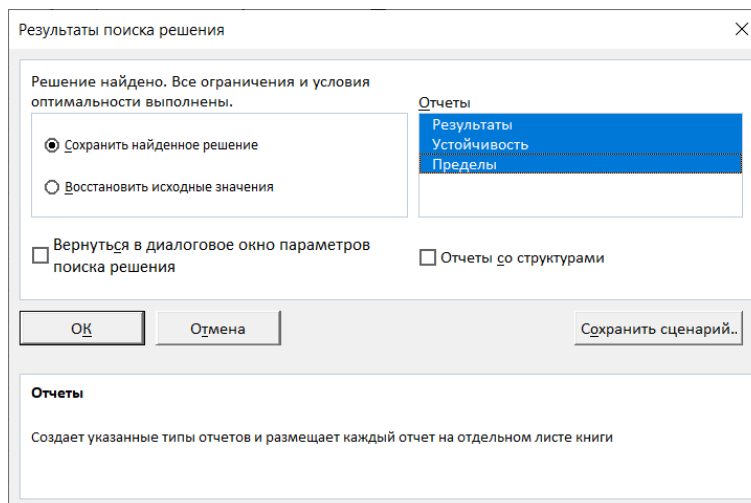 Результаты поиска решения
Решение найдено. Все ограничения и условия
оптимальности выполнены.
Отчеты
Результаты
Устойчивость
Пределы
Сохранить найденное решение
Восстановить исходные значения
Вернуться в диалоговое окно параметров
поиска решения
Отчеты со структурами
ОК
Отмена
Сохранить сценарий..
Отчеты
Создает указанные типы отчетов и размещает каждый отчет на отдельном листе книги